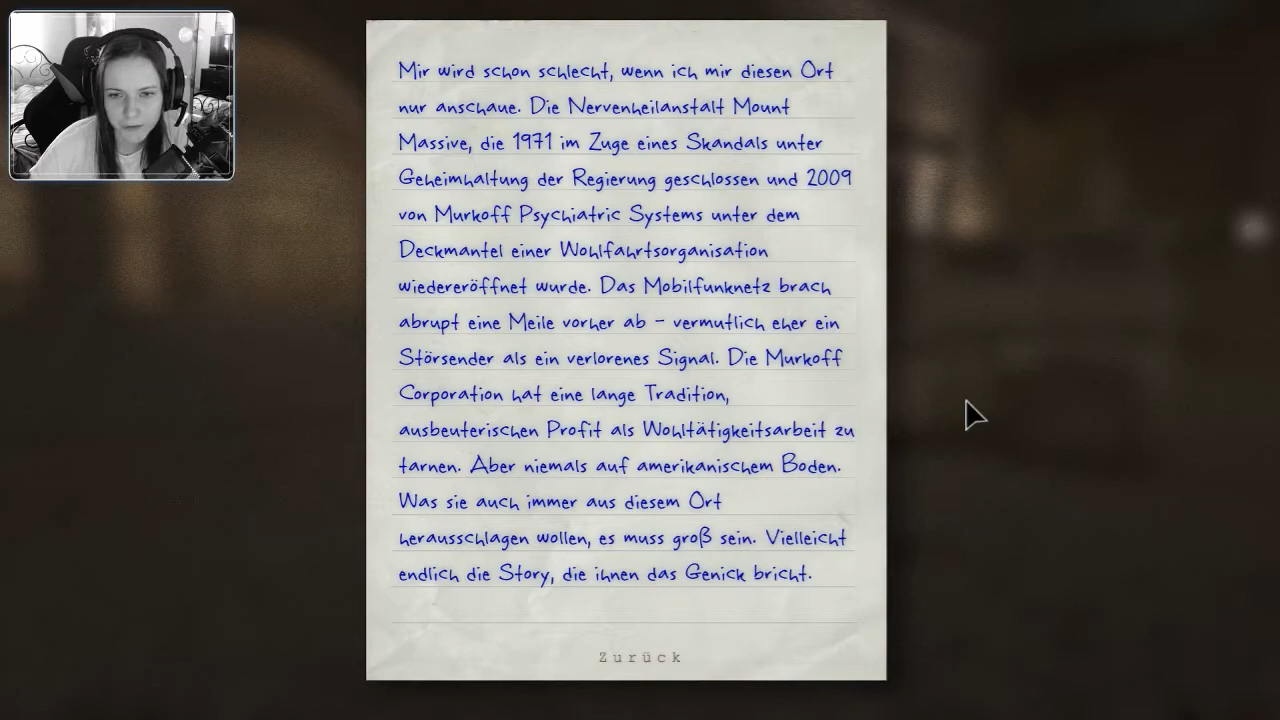 Mir wird schon schlecht, wenn ich mir diesen Ort
nur anschaue. Die Nervenheilanstalt Mount
Massive, die 1971 im Zuge eines Skandals unter
Geheimhaltung der Regierung geschlossen und 2009
von Murkoff Psychiatric Systems unter dem
Deckmantel einer Wohlfahrtsorganisation
wiedereröffnet wurde. Das Mobilfunknetz brach
abrupt eine Meile vorher ab - vermutlich eher ein
Störsender als ein verlorenes Signal. Die Murkoff
Corporation hat eine lange Tradition,
ausbeuterischen Profit als Wohltätigkeitsarbeit zu
tarnen. Aber niemals auf amerikanischem Boden.
Was sie auch immer aus diesem Ort
herausschlagen wollen, es muss groß sein. Vielleicht
endlich die Story, die ihnen das Genick bricht.
Zurück